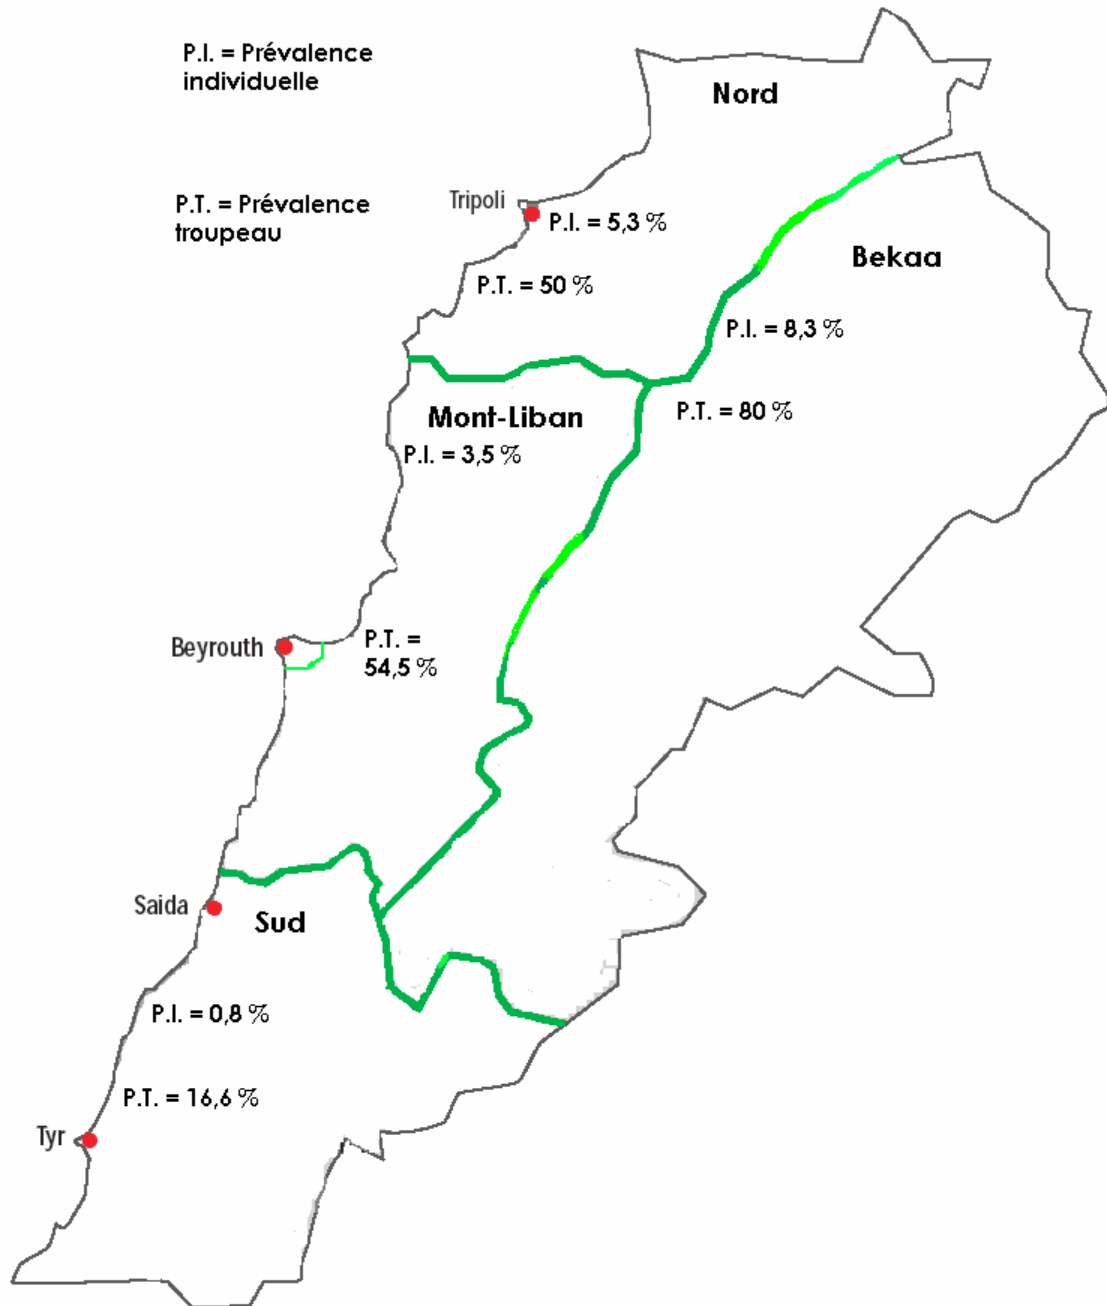 P.I. = Prévalence
individuelle
Nord
P.T. = Prévalence
troupeau
Tripoli
P.I. = 5,3 %
Bekaa
P.T. = 50 %
P.I. = 8,3 %
Mont-Liban
P.T. = 80 %
P.I. = 3,5 %
Beyrouth
P.T. =
54,5 %
Saida
Sud
P.I. = 0,8 %
P.T. = 16,6 %
Tyr